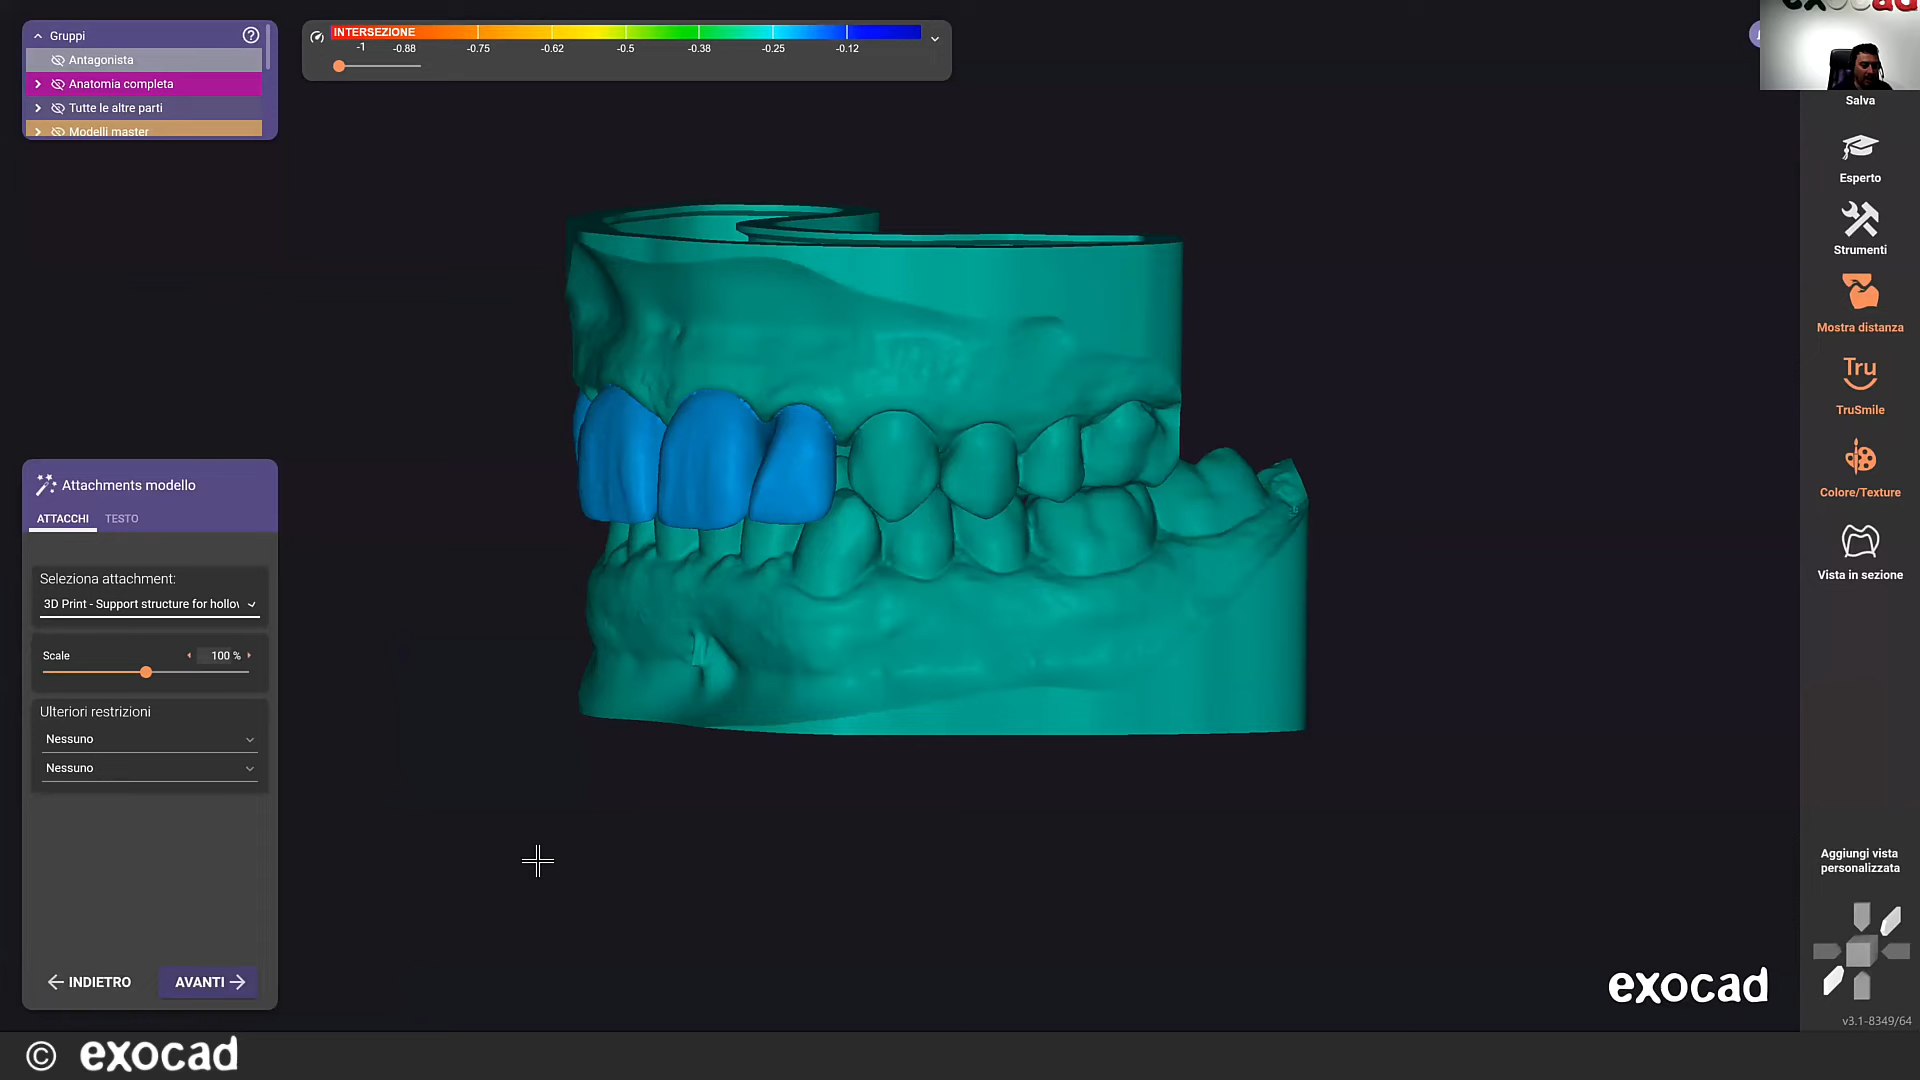 Gruppi
Antagonista
Anatomia completa
Tutte le altre parti
Modelli master
INTERSEZIONE
-1 -0.88 -0.75 -0.62 -0.5 -0.38 -0.25 -0.12
exocad
Salva
Esperto
Strumenti
Mostra distanza
Tru
TruSmile
Colore/Texture
Vista in sezione
Attachments modello
ATTACCHI TESTO
Seleziona attachment:
3D Print - Support structure for hollov
Scale 100 %
Ulteriori restrizioni
Nessuno
Nessuno
INDIETRO AVANTI
Aggiungi vista
personalizzata
exocad
v3.1-8349/64
© exocad